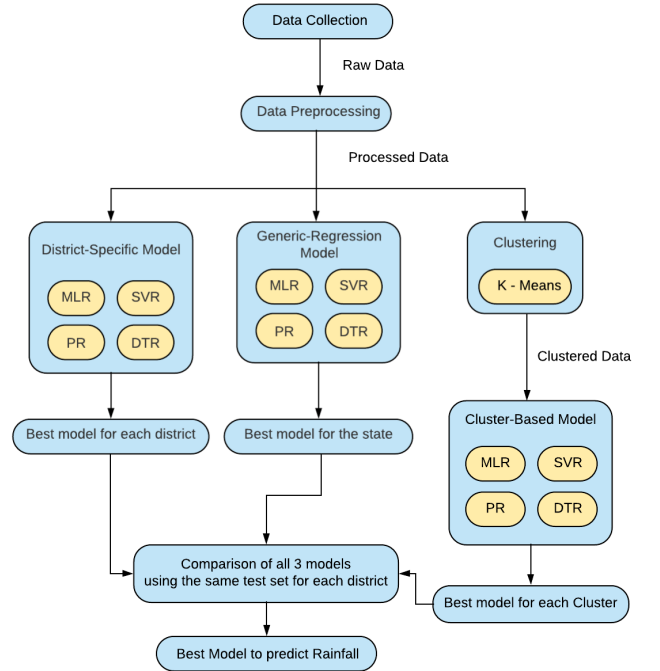 Data Collection
Raw Data
Data Preprocessing
Processed Data
District-Specific Model
MLR
SVR
PR
DTR
Generic-Regression
Model
MLR
SVR
PR
DTR
Clustering
K - Means
Clustered Data
Cluster-Based Model
MLR
SVR
PR
DTR
Best model for each district
Best model for the state
Best model for each Cluster
Comparison of all 3 models
using the same test set for each district
Best Model to predict Rainfall